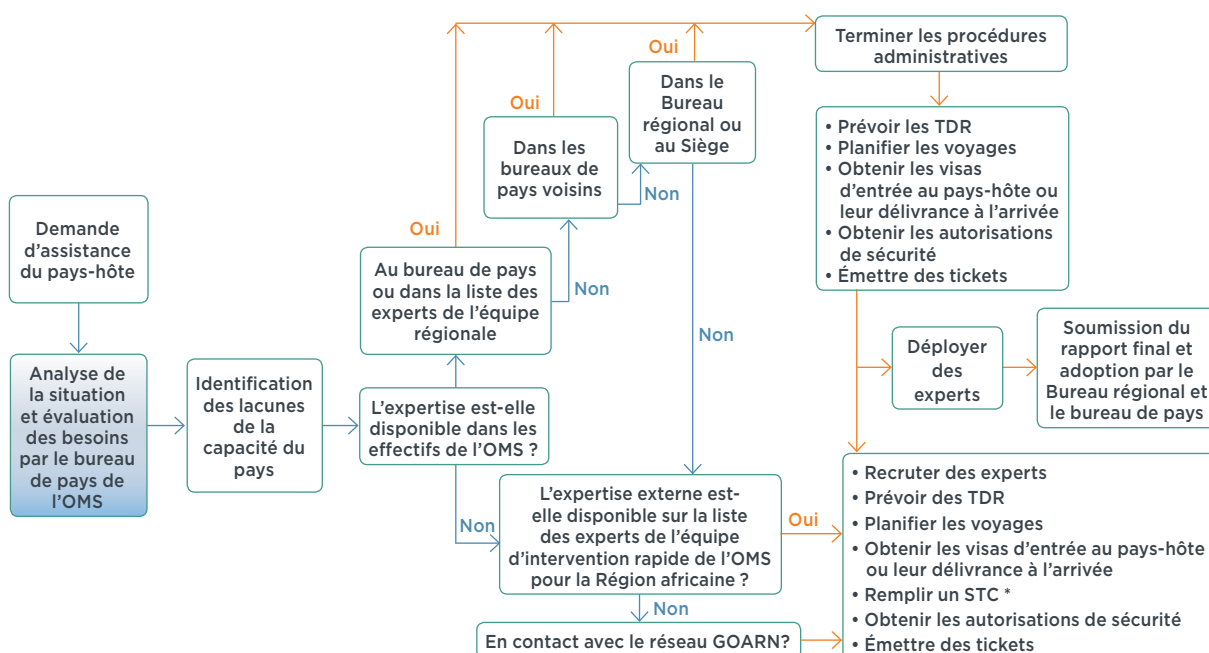 Demande
d'assistance
du pays-hôte
Analyse de
la situation
et évaluation
des besoins
par le bureau
de pays de
l'OMS
Identification
des lacunes
de la
capacité du
pays
L'expertise est-elle
disponible dans les
effectifs de l'OMS ?
Au bureau de pays
ou dans la liste des
experts de l'équipe
régionale
Oui
Non
Dans les
bureaux de
pays voisins
Oui
Non
Dans le
Bureau
régional ou
au Siège
Oui
Non
Non
L'expertise externe est-
elle disponible sur la liste
des experts de l'équipe
d'intervention rapide de l'OMS
pour la Région africaine ?
Oui
Non
En contact avec le réseau GOARN?
Terminer les procédures
administratives
• Prévoir les TDR
• Planifier les voyages
• Obtenir les visas
d'entrée au pays-hôte ou
leur délivrance à l'arrivée
• Obtenir les autorisations
de sécurité
• Émettre des tickets
Déployer
des
experts
Soumission du
rapport final et
adoption par le
Bureau régional et
le bureau de pays
• Recruter des experts
• Prévoir des TDR
• Planifier les voyages
• Obtenir les visas d'entrée au pays-hôte
ou leur délivrance à l'arrivée
• Remplir un STC *
• Obtenir les autorisations de sécurité
• Émettre des tickets